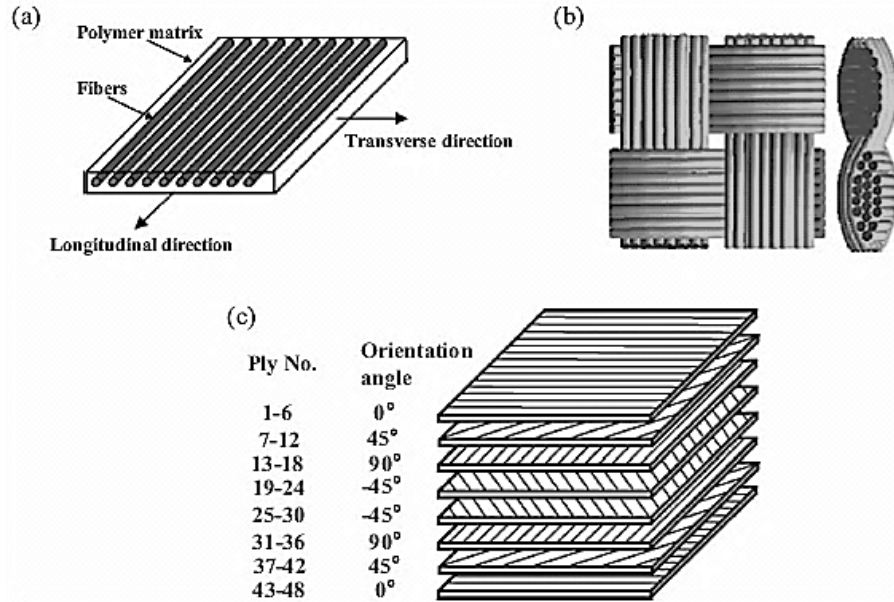 (a)
Polymer matrix
Fibers
Transverse direction
Longitudinal direction
(b)
(c)
Ply No. Orientation angle
1-6 0°
7-12 45°
13-18 90°
19-24 -45°
25-30 -45°
31-36 90°
37-42 45°
43-48 0°